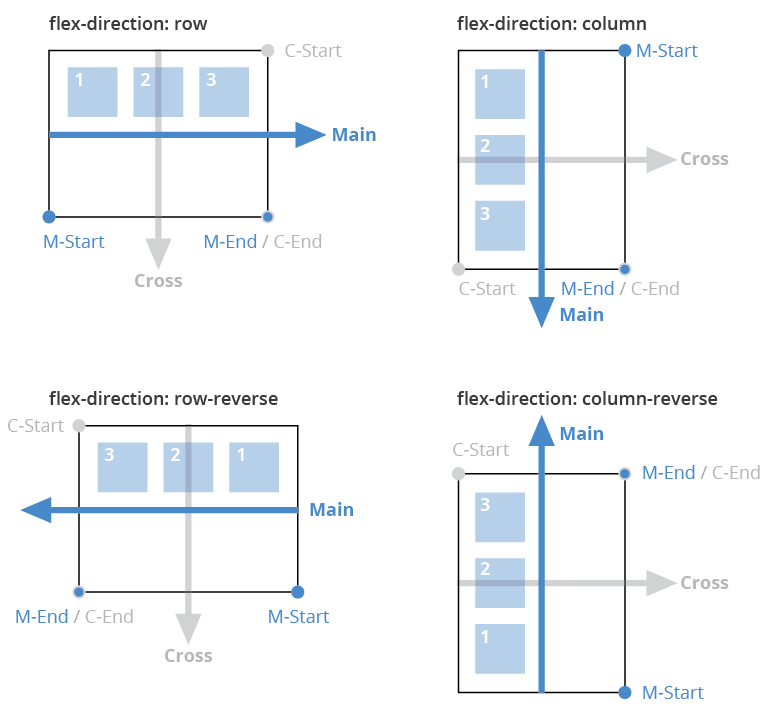 flex-direction: row
C-Start
1 2 3
Main
M-Start
M-End / C-End
Cross
flex-direction: column
M-Start
1
2
Cross
3
C-Start
M-End / C-End
Main
flex-direction: row-reverse
C-Start
3 2 1
Main
M-End / C-End
M-Start
Cross
flex-direction: column-reverse
Main
C-Start
M-End / C-End
3
2
Cross
1
M-Start